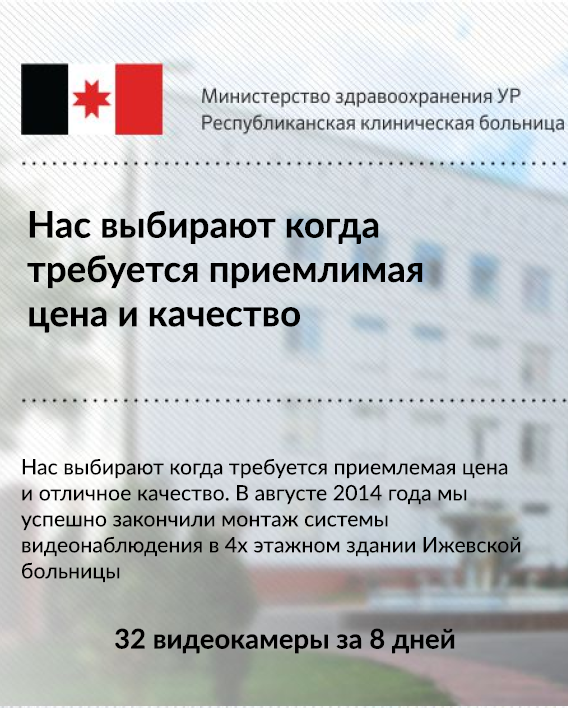 Министерство здравоохранения УР
Республиканская клиническая больница
Нас выбирают когда
требуется приемлимая
цена и качество
Нас выбирают когда требуется приемлемая цена
и отличное качество. В августе 2014 года мы
успешно закончили монтаж системы
видеонаблюдения в 4х этажном здании Ижевской
больницы
32 видеокамеры за 8 дней